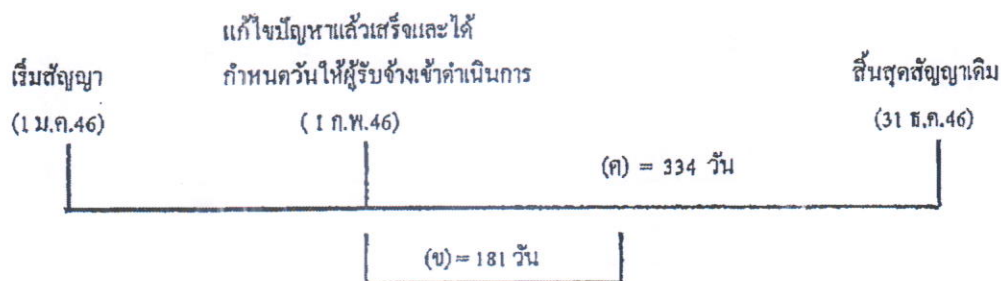 แก้ไขปัญหาแล้วเสร็จและได้
เริ่มสัญญา กำหนดวันให้ผู้รับจ้างเข้าดำเนินการ สิ้นสุดสัญญาเดิม
(1 ม.ค.46) ( 1 ก.พ.46) (31 ธ.ค.46)
(ค) = 334 วัน
(ข) = 181 วัน